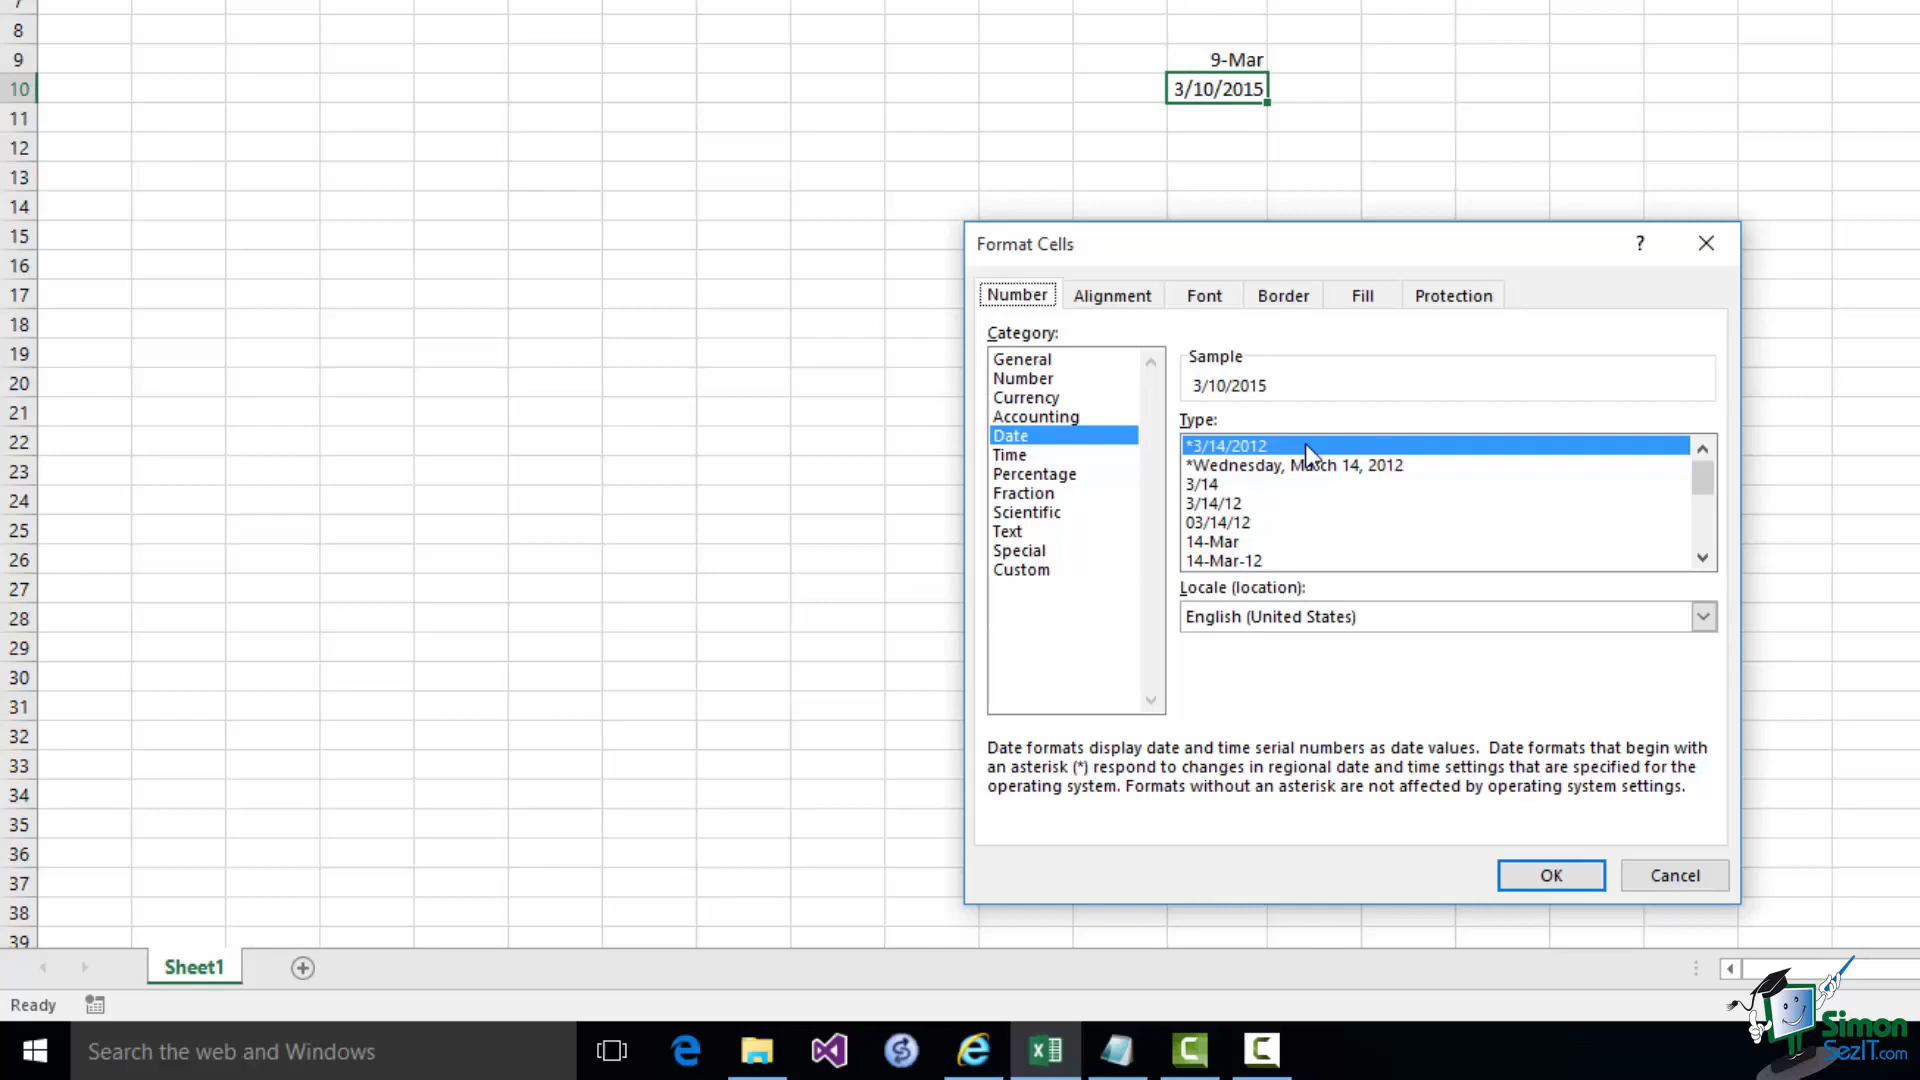 7
8
9 9-Mar
10 3/10/2015
11
12
13
14
15
16
17
18
19
20
21
22
23
24
25
26
27
28
29
30
31
32
33
34
35
36
37
38
39
Format Cells ?
Number Alignment Font Border Fill Protection
Category:
General
Number
Currency
Accounting
Date
Time
Percentage
Fraction
Scientific
Text
Special
Custom
Sample
3/10/2015
Type:
*3/14/2012
*Wednesday, March 14, 2012
3/14
3/14/12
03/14/12
14-Mar
14-Mar-12
Locale (location):
English (United States)
Date formats display date and time serial numbers as date values. Date formats that begin with
an asterisk (*) respond to changes in regional date and time settings that are specified for the
operating system. Formats without an asterisk are not affected by operating system settings.
OK Cancel
Sheet1
Ready
Search the web and Windows
Simon
SezIT.com